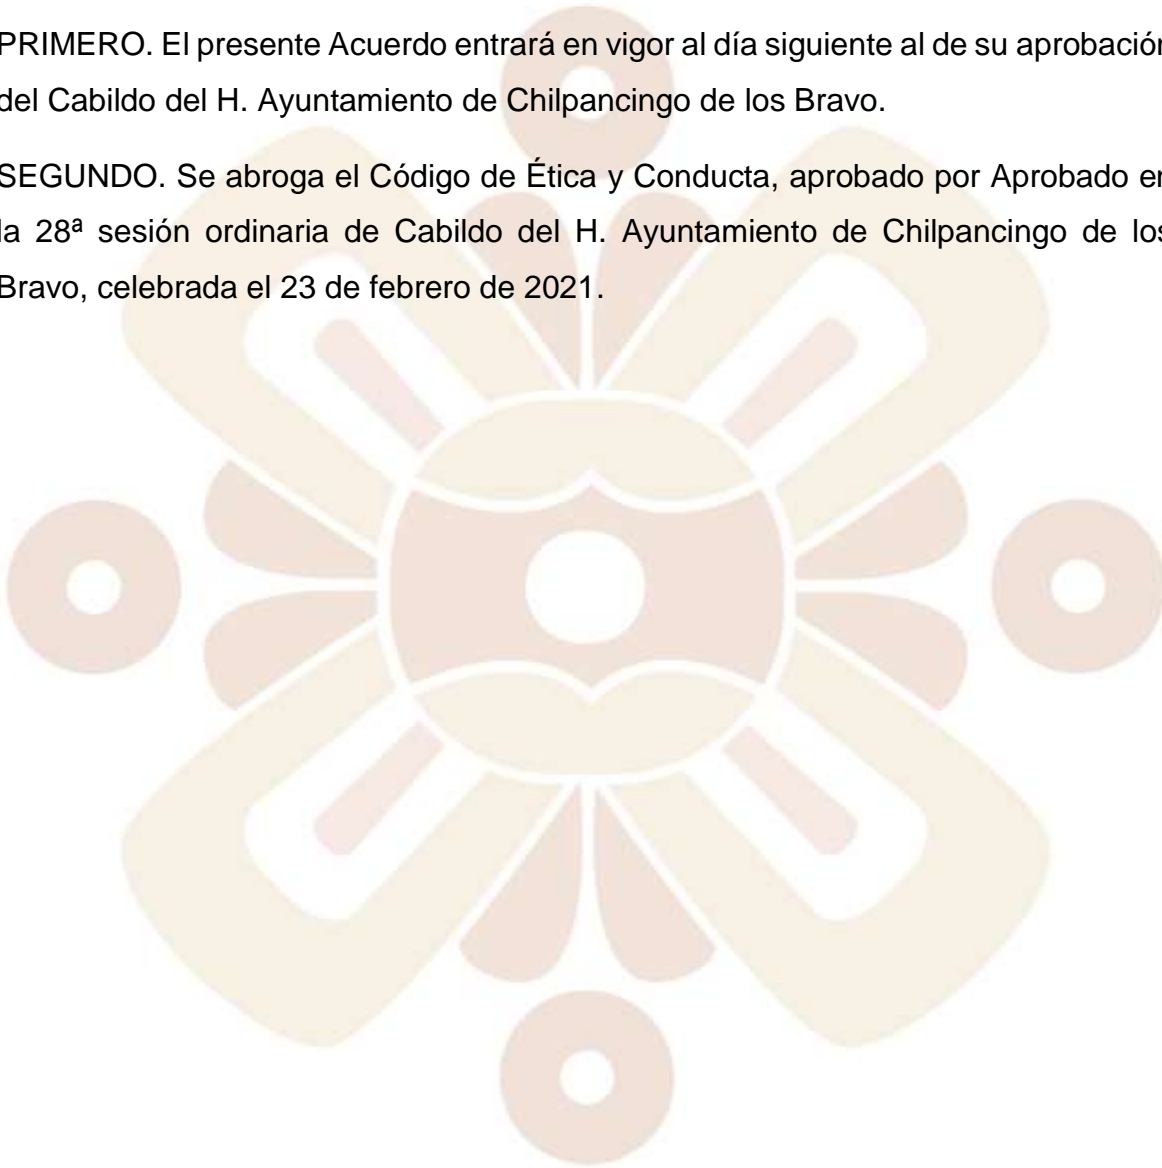 PRIMERO. El presente Acuerdo entrará en vigor al día siguiente al de su aprobación
del Cabildo del H. Ayuntamiento de Chilpancingo de los Bravo.
SEGUNDO. Se abroga el Código de Ética y Conducta, aprobado por Aprobado en
la 28ª sesión ordinaria de Cabildo del H. Ayuntamiento de Chilpancingo de los
Bravo, celebrada el 23 de febrero de 2021.